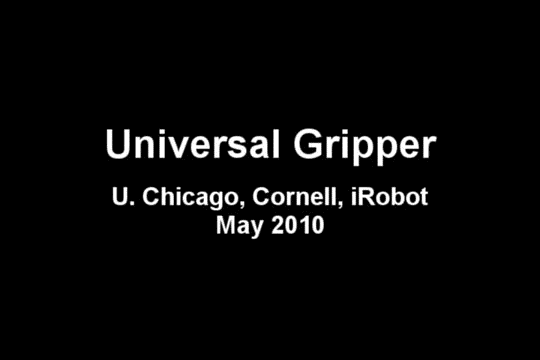 Universal Gripper
U. Chicago, Cornell, iRobot
May 2010